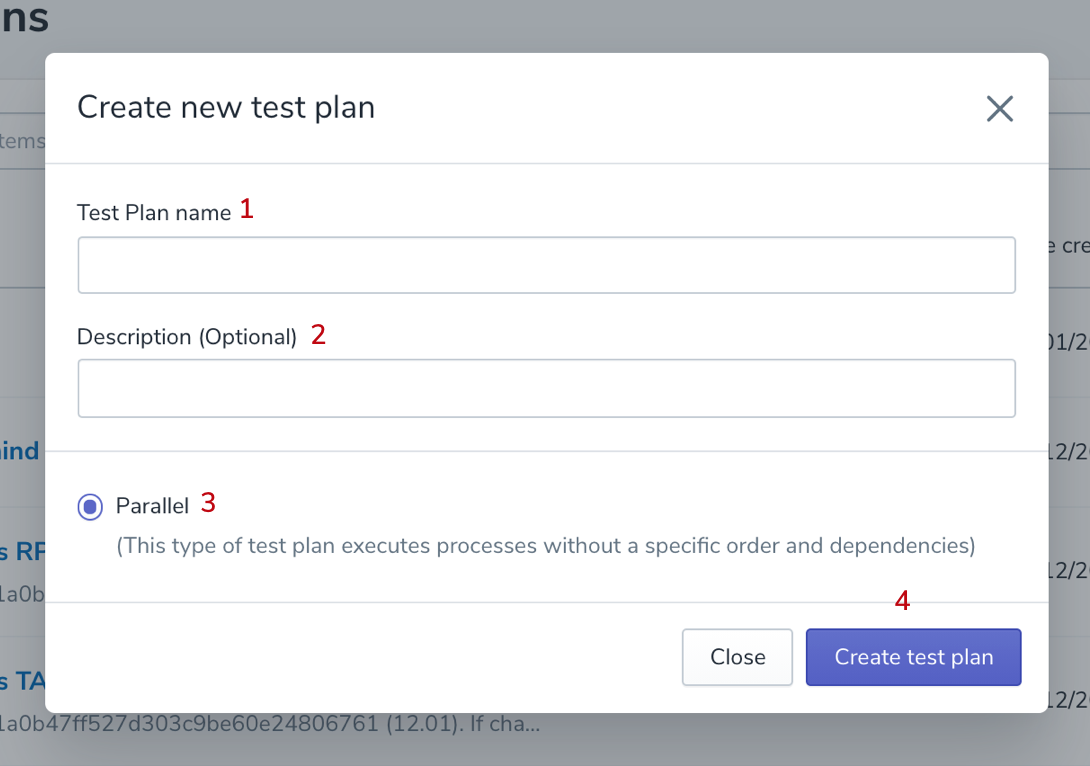 ns
Create new test plan
tems
Test Plan name 1
e cre
Description (Optional) 2
01/2
ind
12/2
Parallel 3
s RP
(This type of test plan executes processes without a specific order and dependencies)
12/2
1a0b
4
Close
Create test plan
s TA
12/2
1a0b47ff527d303c9be60e24806761 (12.01). If cha...